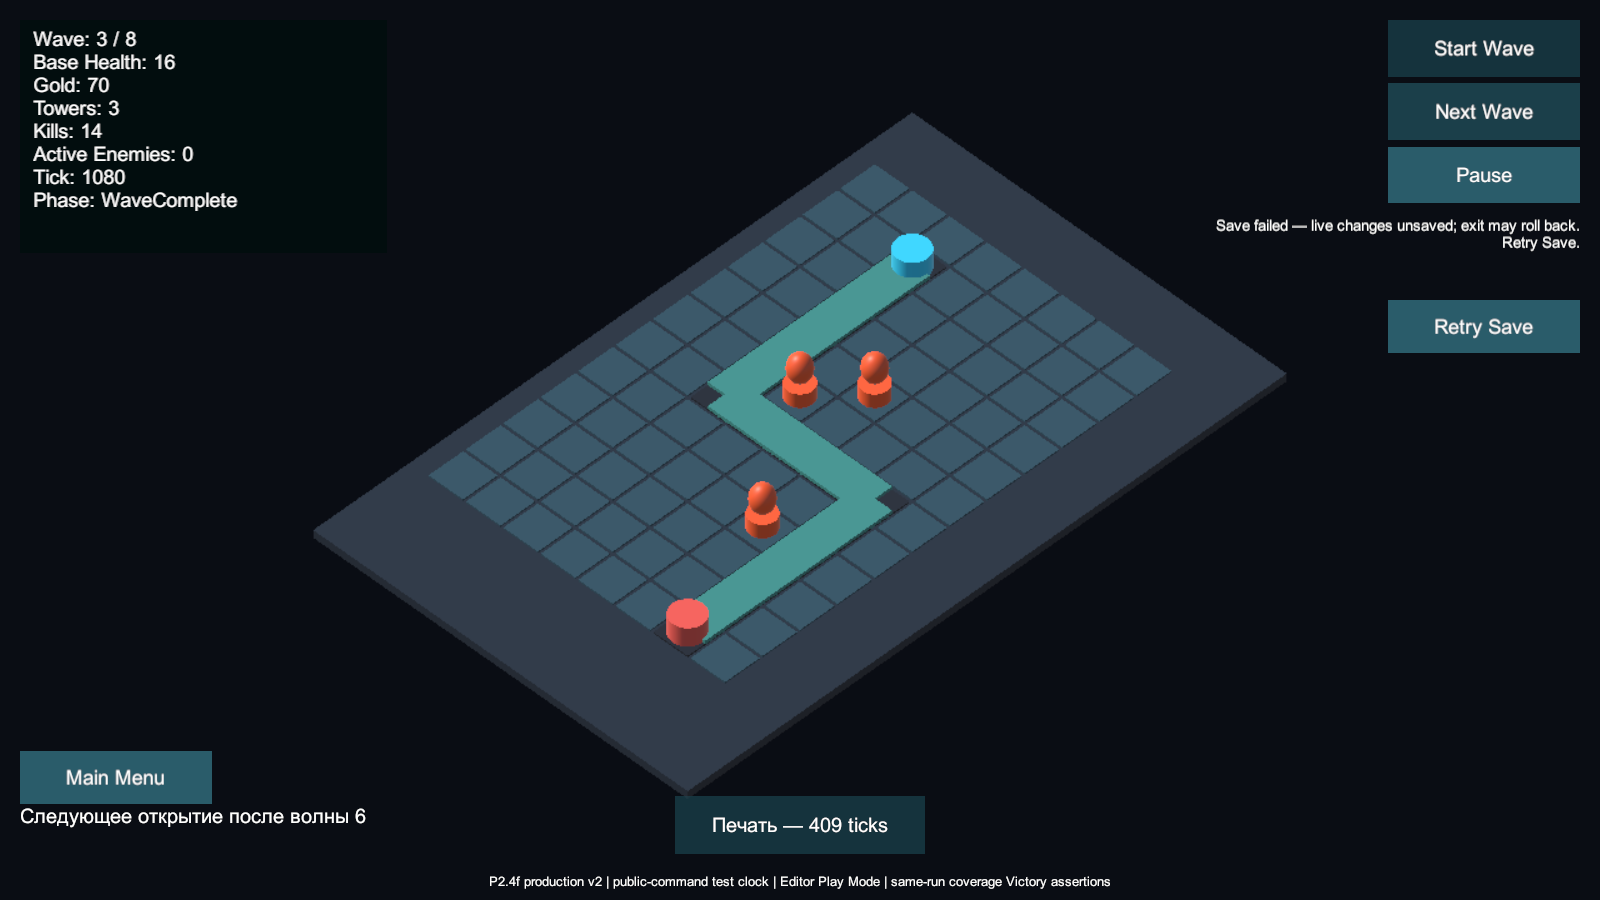 Wave: 3 / 8
Base Health: 16
Gold: 70
Towers: 3
Kills: 14
Active Enemies: 0
Tick: 1080
Phase: WaveComplete
Start Wave
Next Wave
Pause
Save failed — live changes unsaved; exit may roll back.
Retry Save.
Retry Save
Main Menu
Следующее открытие после волны 6
Печать — 409 ticks
P2.4f production v2 | public-command test clock | Editor Play Mode | same-run coverage Victory assertions